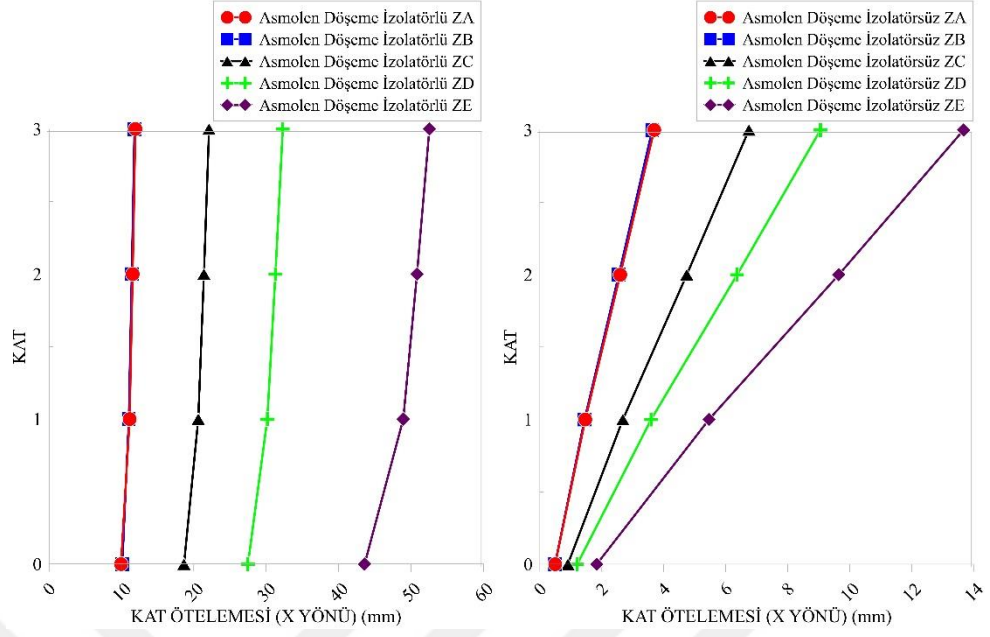 Asmolen Döşeme İzolatörlü ZA
Asmolen Döşeme İzolatörlü ZB
Asmolen Döşeme İzolatörlü ZC
Asmolen Döşeme İzolatörlü ZD
Asmolen Döşeme İzolatörlü ZE
3
2
1
0
KAT
0
10
20
30
40
50
60
KAT ÖTELEMESİ (X YÖNÜ) (mm)
Asmolen Döşeme İzolatörsüz ZA
Asmolen Döşeme İzolatörsüz ZB
Asmolen Döşeme İzolatörsüz ZC
Asmolen Döşeme İzolatörsüz ZD
Asmolen Döşeme İzolatörsüz ZE
3
2
1
0
KAT
0
2
4
6
8
10
12
14
KAT ÖTELEMESİ (X YÖNÜ) (mm)